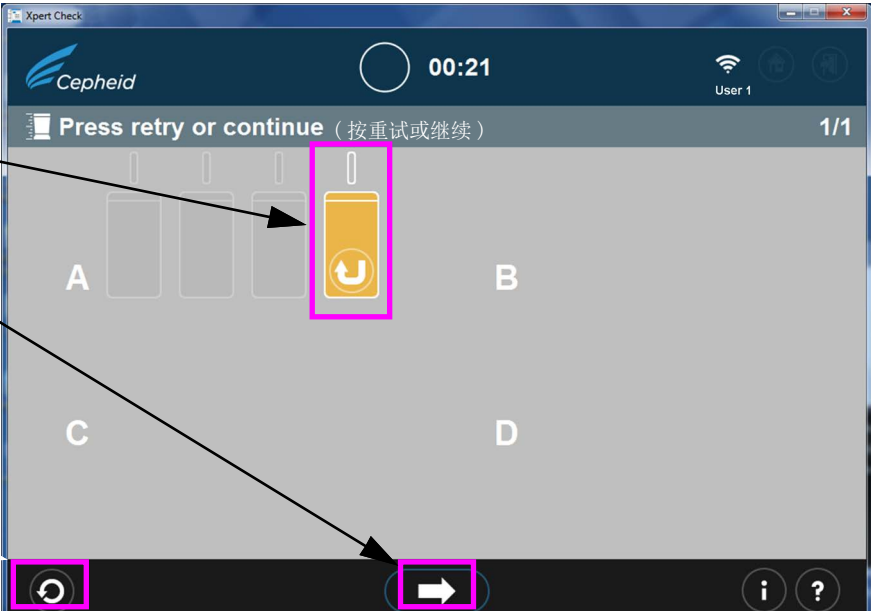 Xpert Check
Cepheid
00:21
User 1
Press retry or continue（按重试或继续） 1/1
A
B
C
D
i ?